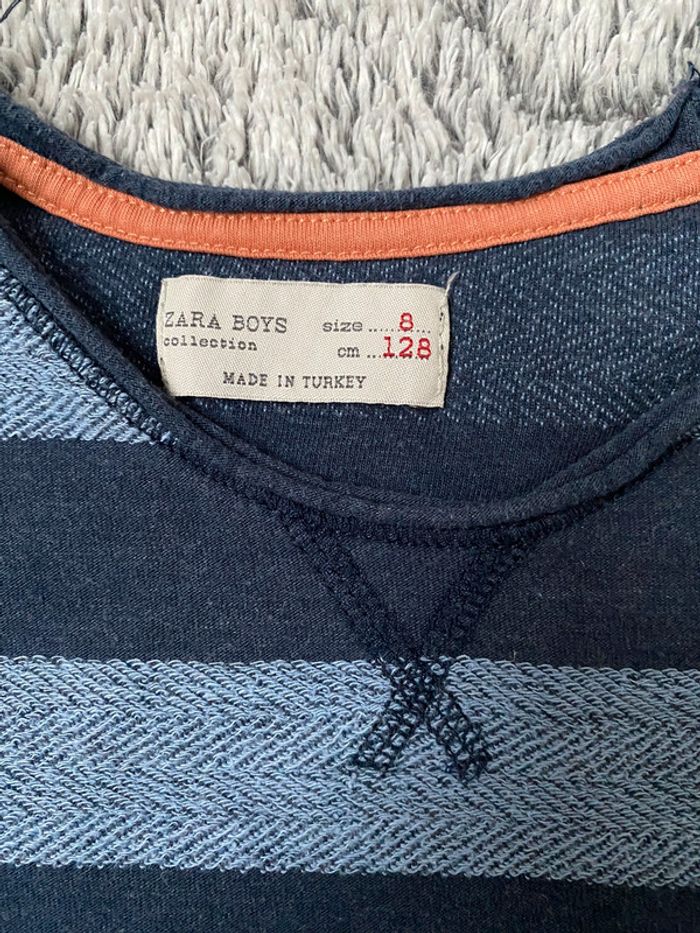 ZARA BOYS size ..... 8...
collection cm ...128
MADE IN TURKEY